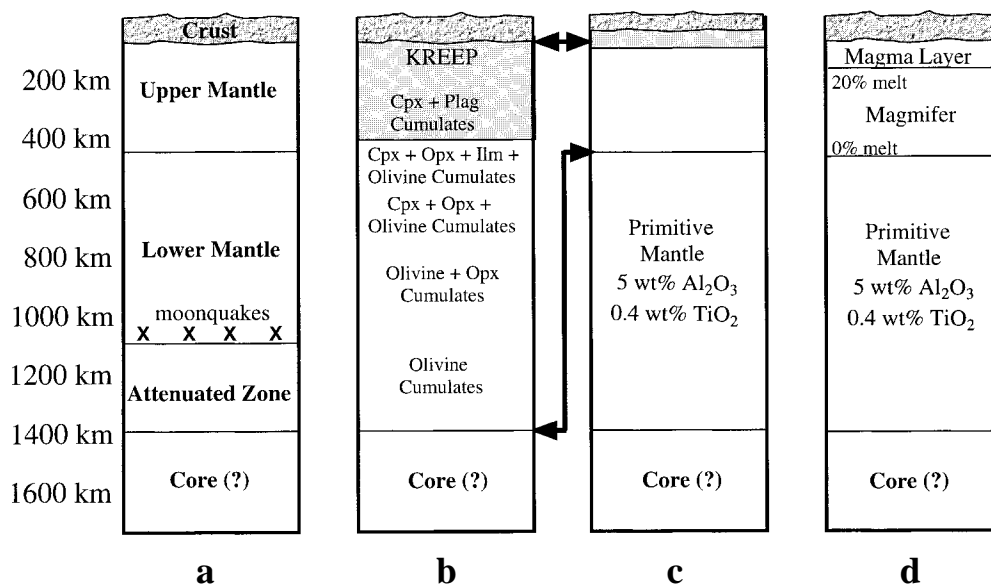 200 km
400 km
600 km
800 km
1000 km
1200 km
1400 km
1600 km
Crust
Upper Mantle
Lower Mantle
moonquakes
X X X X
Attenuated Zone
Core (?)
a
KREEP
Cpx + Plag
Cumulates
Cpx + Opx + Ilm +
Olivine Cumulates
Cpx + Opx +
Olivine Cumulates
Olivine + Opx
Cumulates
Olivine
Cumulates
Core (?)
b
Primitive
Mantle
5 wt% Al₂O₃
0.4 wt% TiO₂
Core (?)
c
Magma Layer
20% melt
Magmifer
0% melt
Primitive
Mantle
5 wt% Al₂O₃
0.4 wt% TiO₂
Core (?)
d